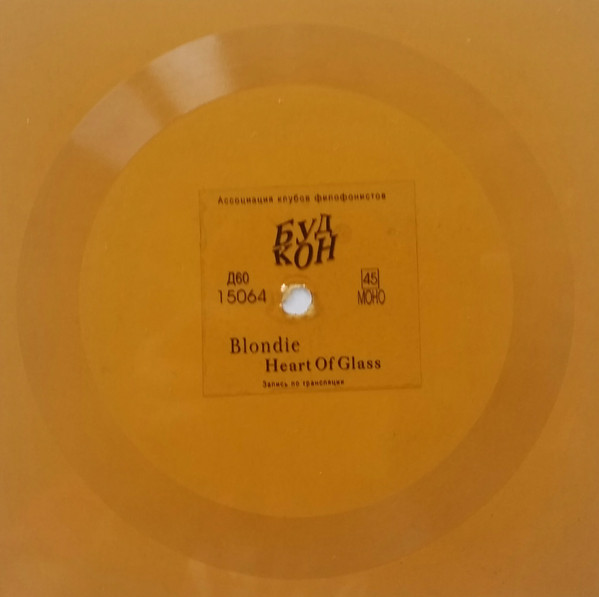 Ассоциация клубов филофонистов
БУД
КОН
Д60
15064
45
МОНО
Blondie
Heart Of Glass
Запись по трансляции